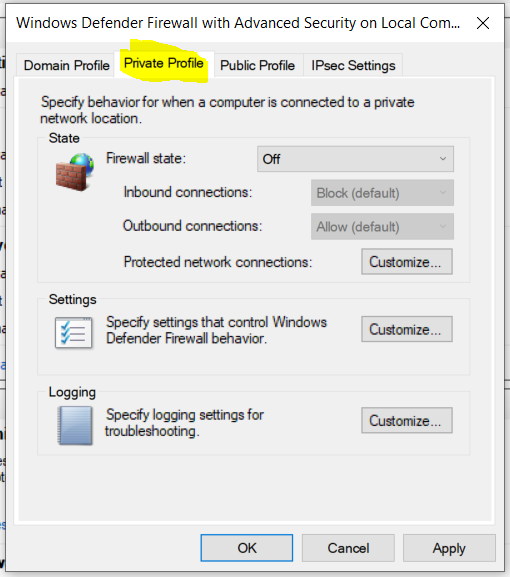 Windows Defender Firewall with Advanced Security on Local Com...
Domain Profile
Private Profile
Public Profile
IPsec Settings
Specify behavior for when a computer is connected to a private
network location.
State
Firewall state:
Off
Inbound connections:
Block (default)
Outbound connections:
Allow (default)
Protected network connections:
Customize...
Settings
Specify settings that control Windows
Defender Firewall behavior.
Customize...
Logging
Specify logging settings for
troubleshooting.
Customize...
OK
Cancel
Apply